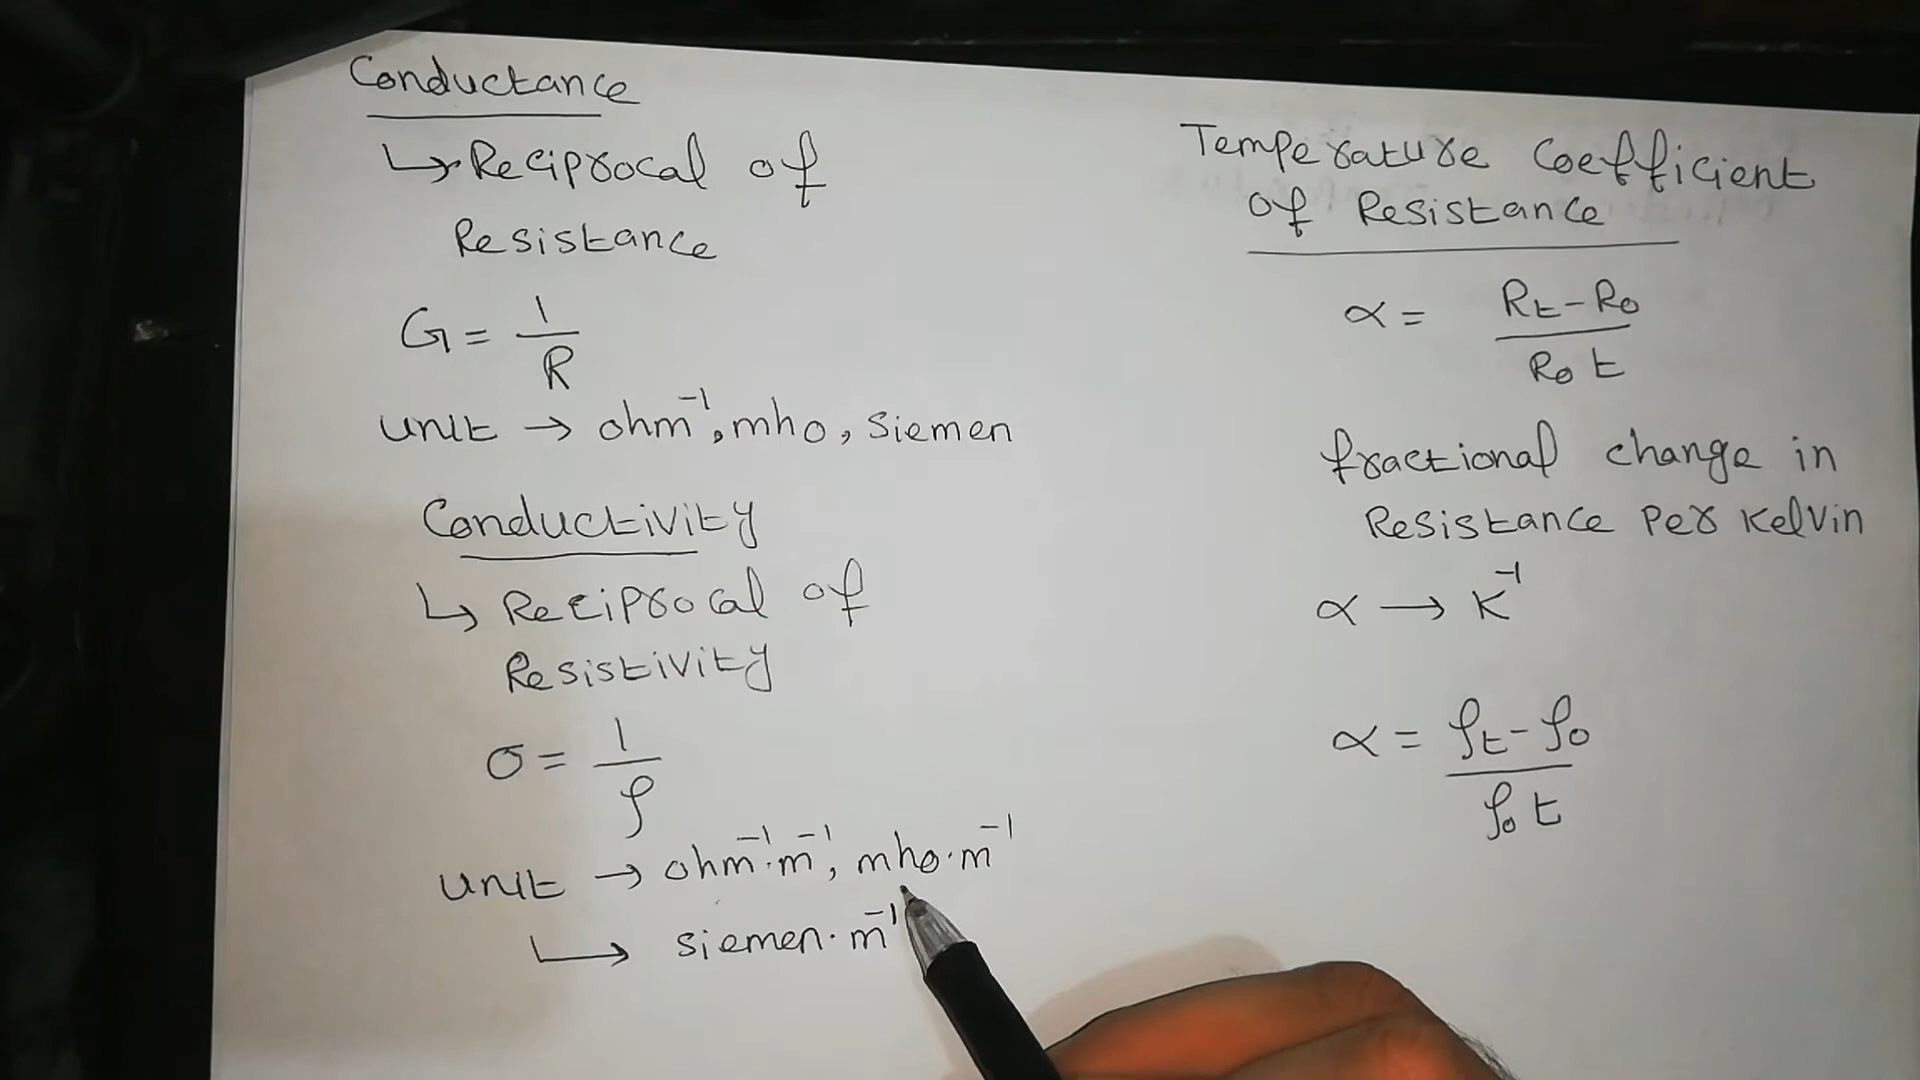 Conductance
↳ Reciprocal of
Resistance
G = 1/R
unit → ohm⁻¹, mho, Siemen
Conductivity
↳ Reciprocal of
Resistivity
σ = 1/ρ
unit → ohm⁻¹·m⁻¹, mho·m⁻¹
↳ siemen·m⁻¹
Temperature Coefficient
of Resistance
α = (Rt - R0)/(R0 t)
fractional change in
Resistance Per Kelvin
α → K⁻¹
α = (ρt - ρ0)/(ρ0 t)